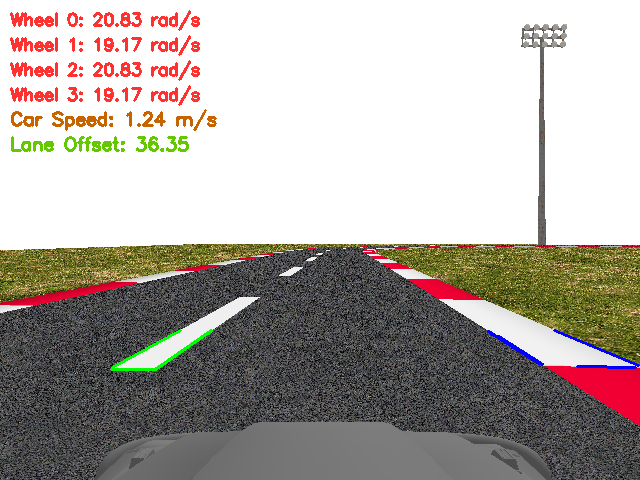 Wheel 0: 20.83 rad/s
Wheel 1: 19.17 rad/s
Wheel 2: 20.83 rad/s
Wheel 3: 19.17 rad/s
Car Speed: 1.24 m/s
Lane Offset: 36.35